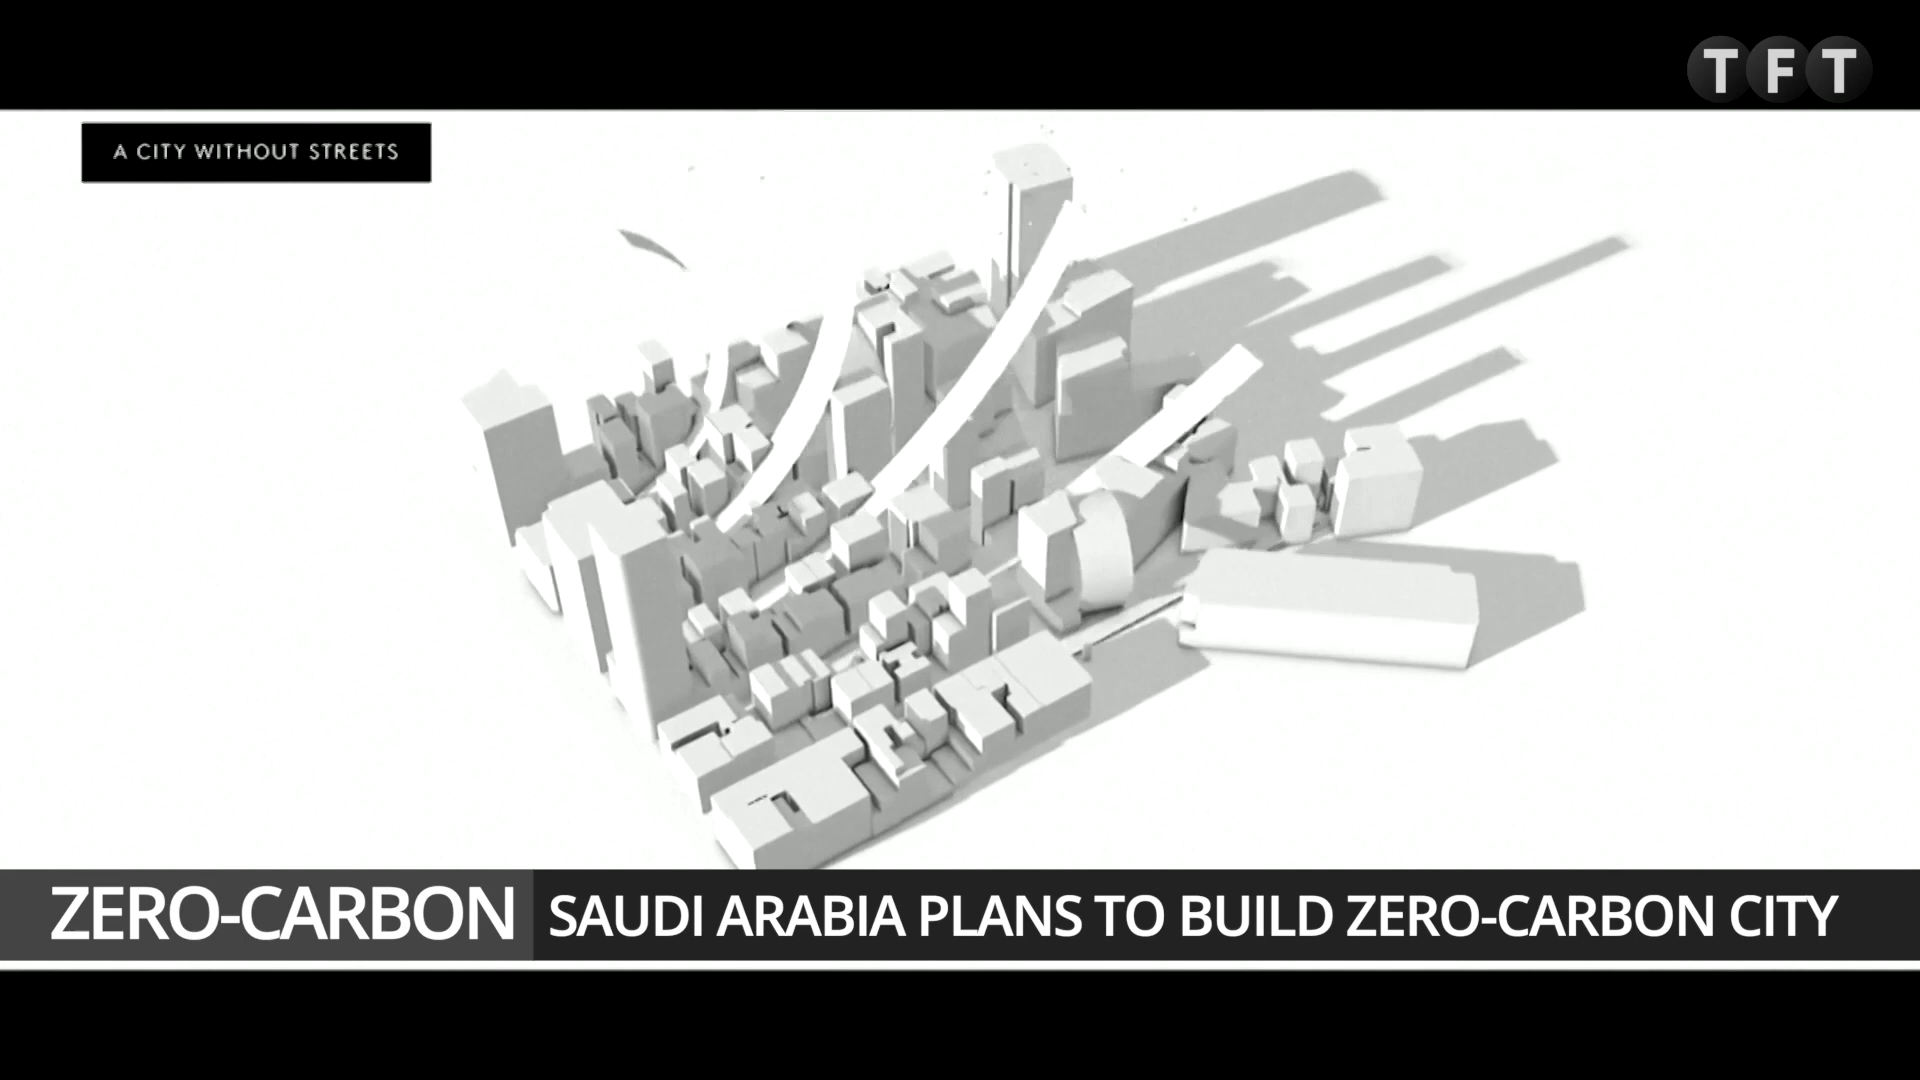 TFT
A CITY WITHOUT STREETS
ZERO-CARBON
SAUDI ARABIA PLANS TO BUILD ZERO-CARBON CITY